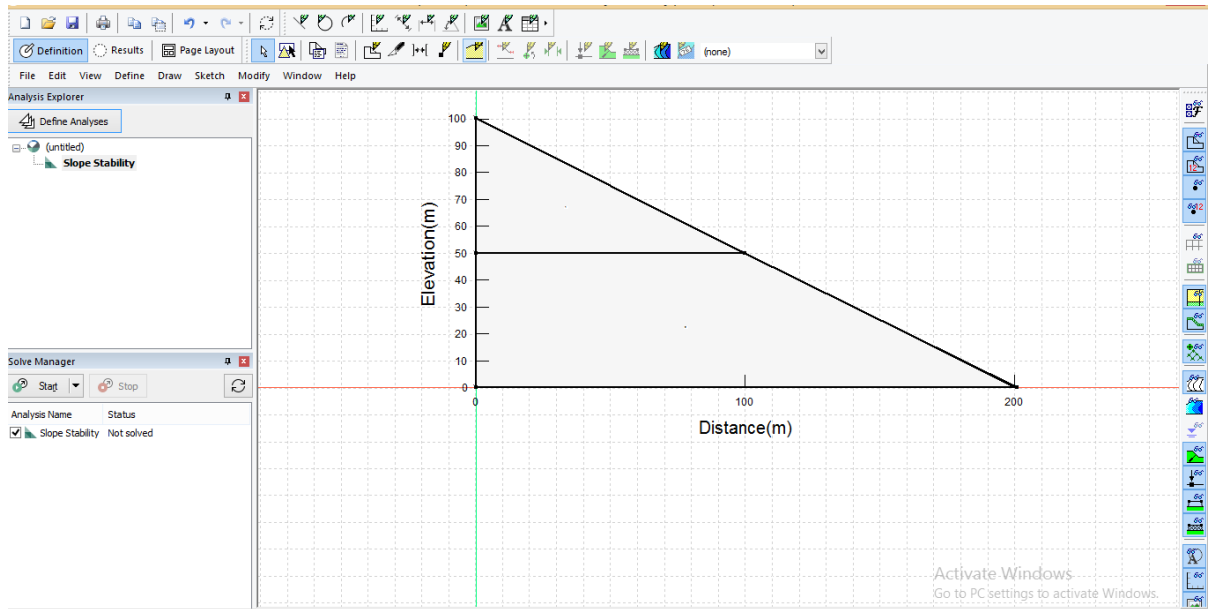 Definition Results Page Layout (none)
File Edit View Define Draw Sketch Modify Window Help
Analysis Explorer
Define Analyses
(untitled)
Slope Stability
Solve Manager
Start Stop
Analysis Name Status
Slope Stability Not solved
100
90
80
70
60
50
40
30
20
10
0
Elevation(m)
0 100 200
Distance(m)
Activate Windows
Go to PC settings to activate Windows.